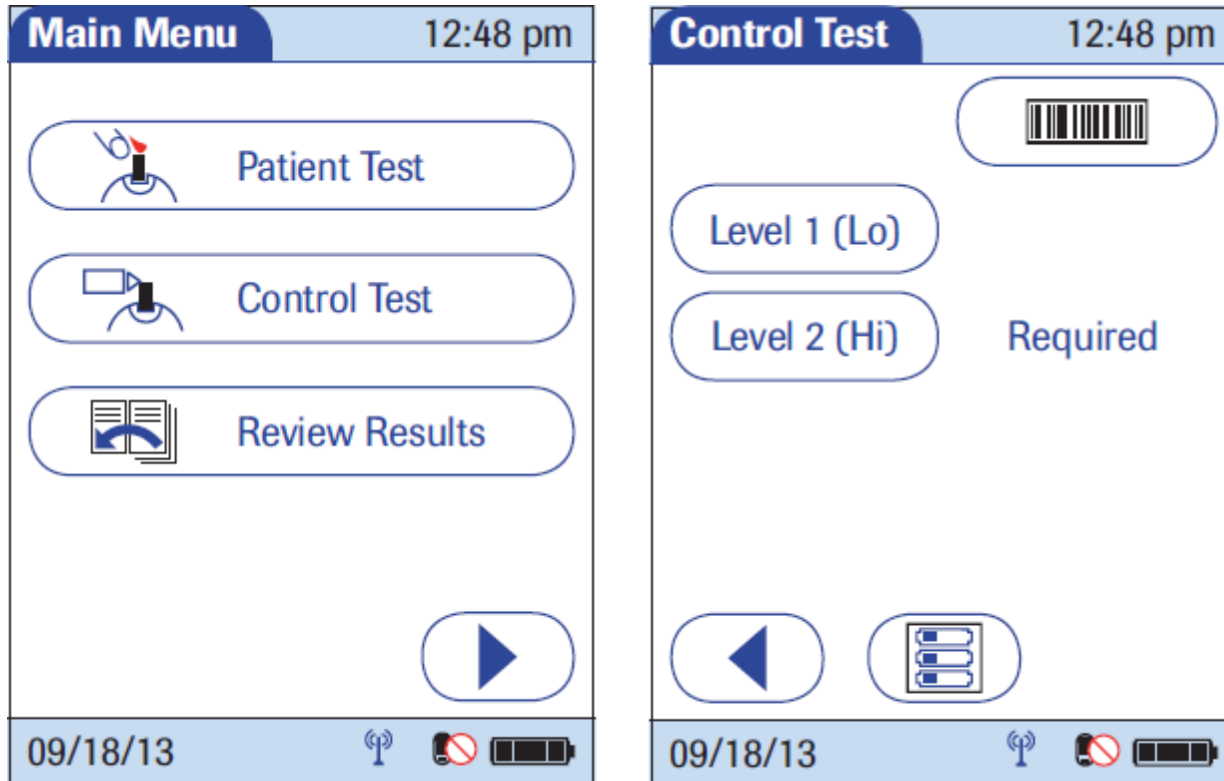 Main Menu 12:48 pm
Patient Test
Control Test
Review Results
09/18/13
Control Test 12:48 pm
Level 1 (Lo)
Level 2 (Hi) Required
09/18/13